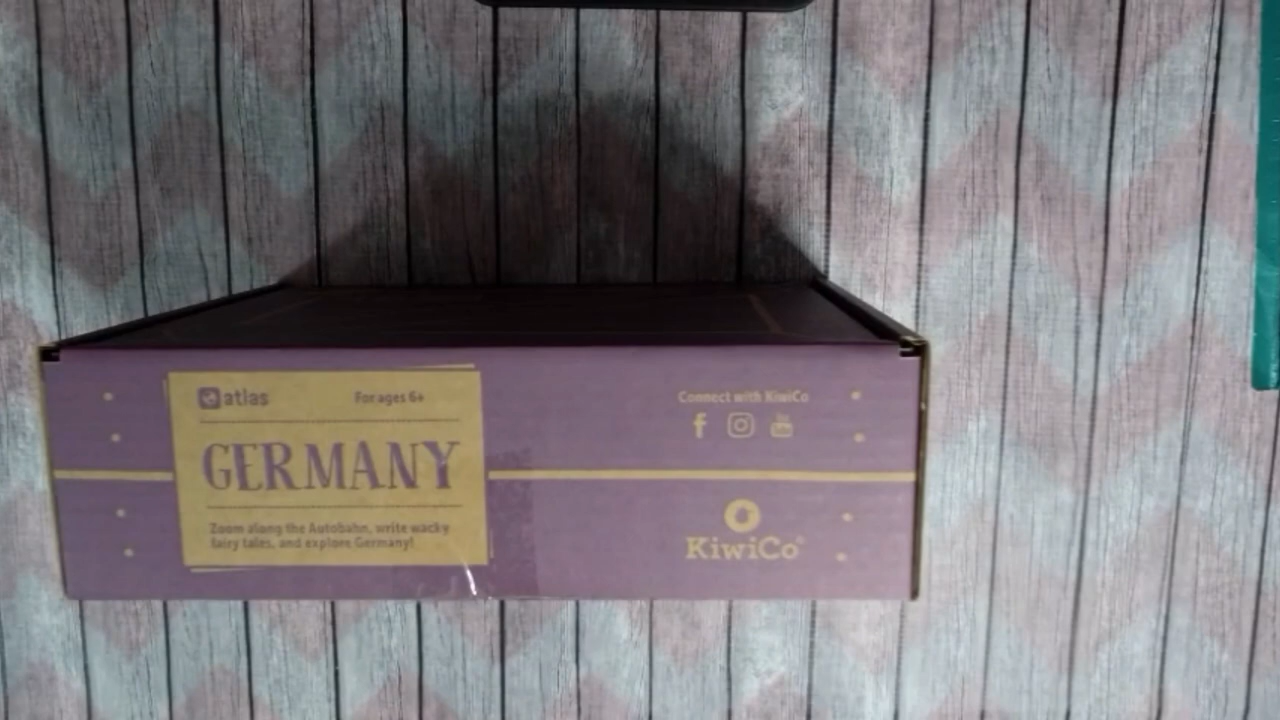 atlas
For ages 6+
GERMANY
Zoom along the Autobahn, write wacky
fairy tales, and explore Germany!
Connect with KiwiCo
KiwiCo